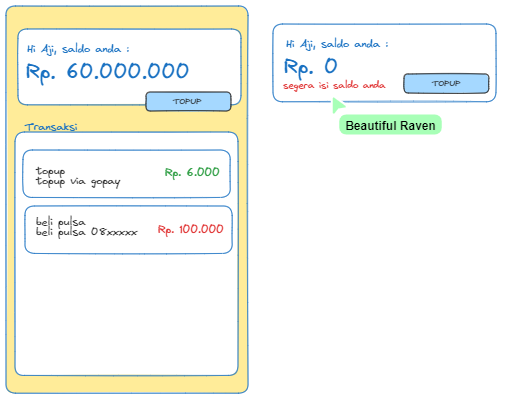 Hi Aji, saldo anda :
Rp. 60.000.000
TOPUP
Transaksi
topup
topup via gopay
Rp. 6.000
beli pulsa
beli pulsa 08xxxxx
Rp. 100.000
Hi Aji, saldo anda :
Rp. 0
segera isi saldo anda
TOPUP
Beautiful Raven